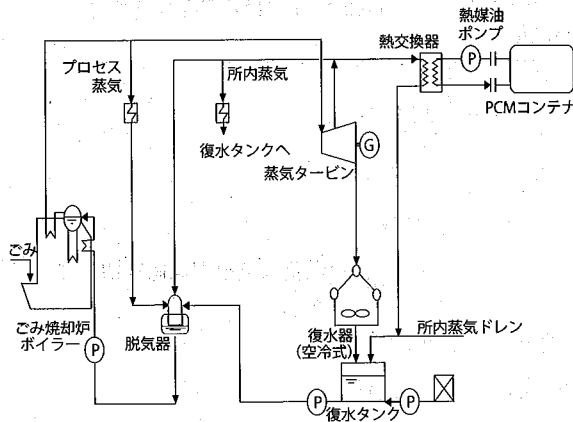 熱媒油
ポンプ
熱交換器
P
PCMコンテナ
プロセス
蒸気
所内蒸気
復水タンクへ
G
蒸気タービン
ごみ
ごみ焼却炉
ボイラー
P
脱気器
復水器
(空冷式)
所内蒸気ドレン
P
P
復水タンク